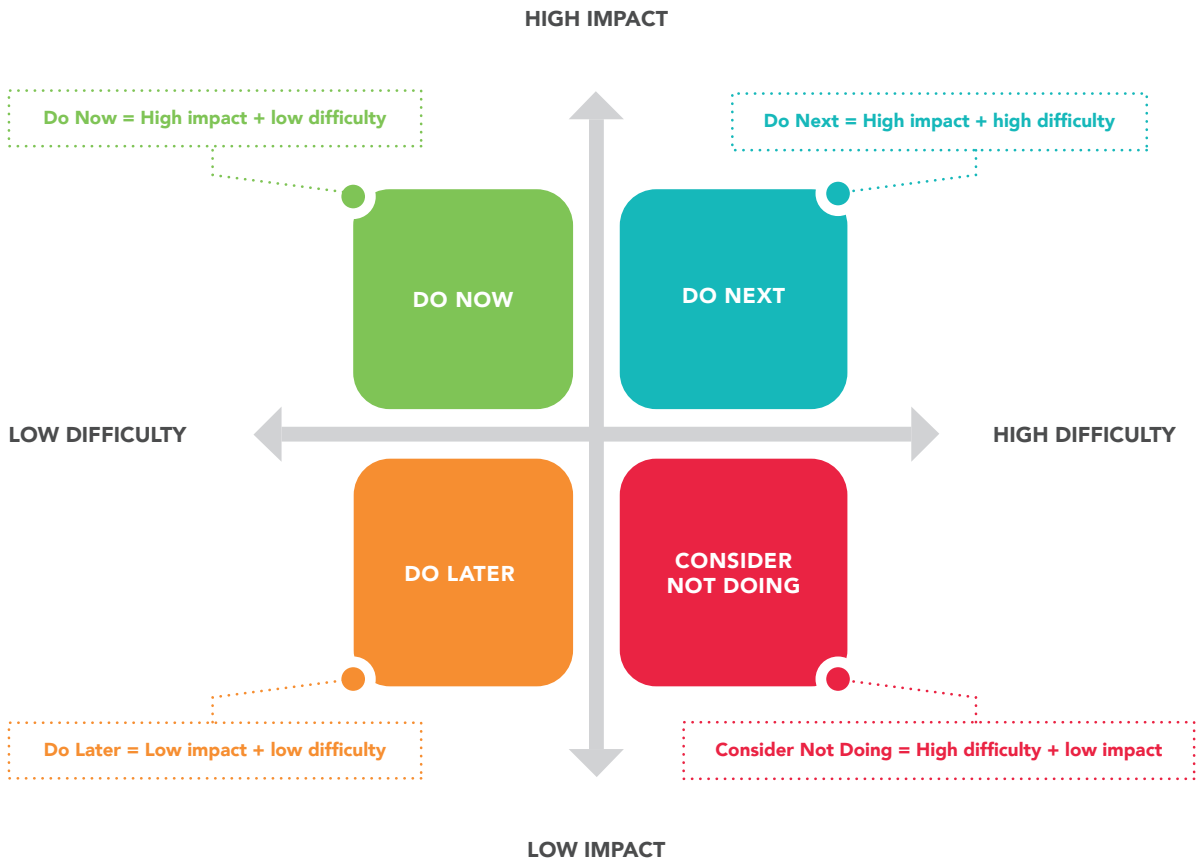 HIGH IMPACT
Do Now = High impact + low difficulty
Do Next = High impact + high difficulty
DO NOW
DO NEXT
LOW DIFFICULTY
HIGH DIFFICULTY
DO LATER
CONSIDER
NOT DOING
Do Later = Low impact + low difficulty
Consider Not Doing = High difficulty + low impact
LOW IMPACT